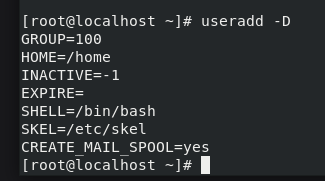 [root@localhost ~]# useradd -D
GROUP=100
HOME=/home
INACTIVE=-1
EXPIRE=
SHELL=/bin/bash
SKEL=/etc/skel
CREATE_MAIL_SPOOL=yes
[root@localhost ~]#